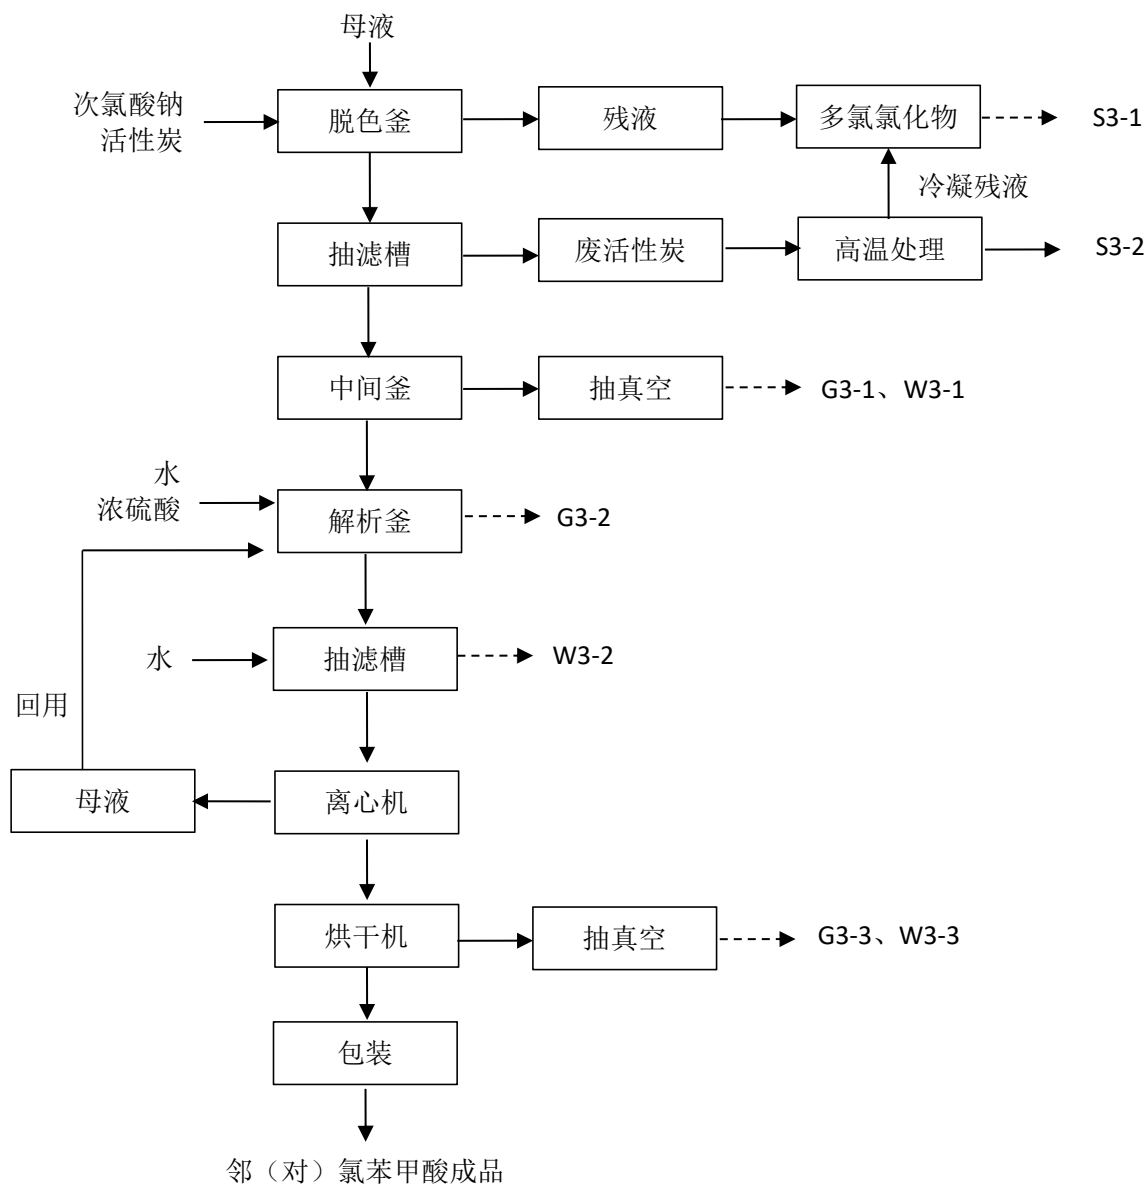 母液
次氯酸钠
活性炭
脱色釜
残液
多氯氯化物
S3-1
冷凝残液
抽滤槽
废活性炭
高温处理
S3-2
中间釜
抽真空
G3-1、W3-1
水
浓硫酸
解析釜
G3-2
水
抽滤槽
W3-2
回用
母液
离心机
烘干机
抽真空
G3-3、W3-3
包装
邻（对）氯苯甲酸成品